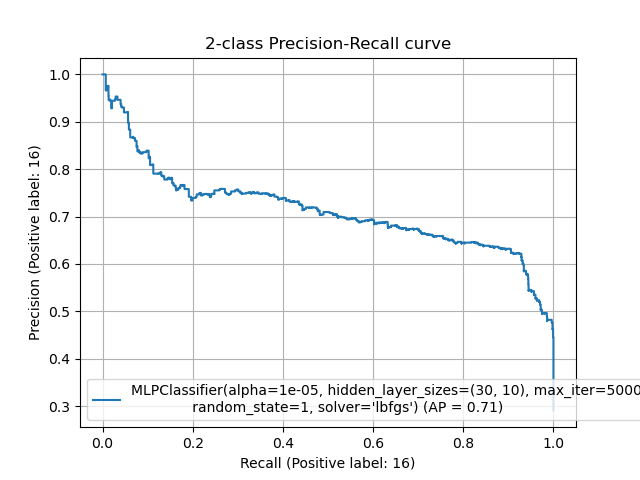 2-class Precision-Recall curve
1.0
0.9
0.8
0.7
0.6
0.5
0.4
0.3
Precision (Positive label: 16)
MLPClassifier(alpha=1e-05, hidden_layer_sizes=(30, 10), max_iter=5000
random_state=1, solver='lbfgs') (AP = 0.71)
0.0 0.2 0.4 0.6 0.8 1.0
Recall (Positive label: 16)